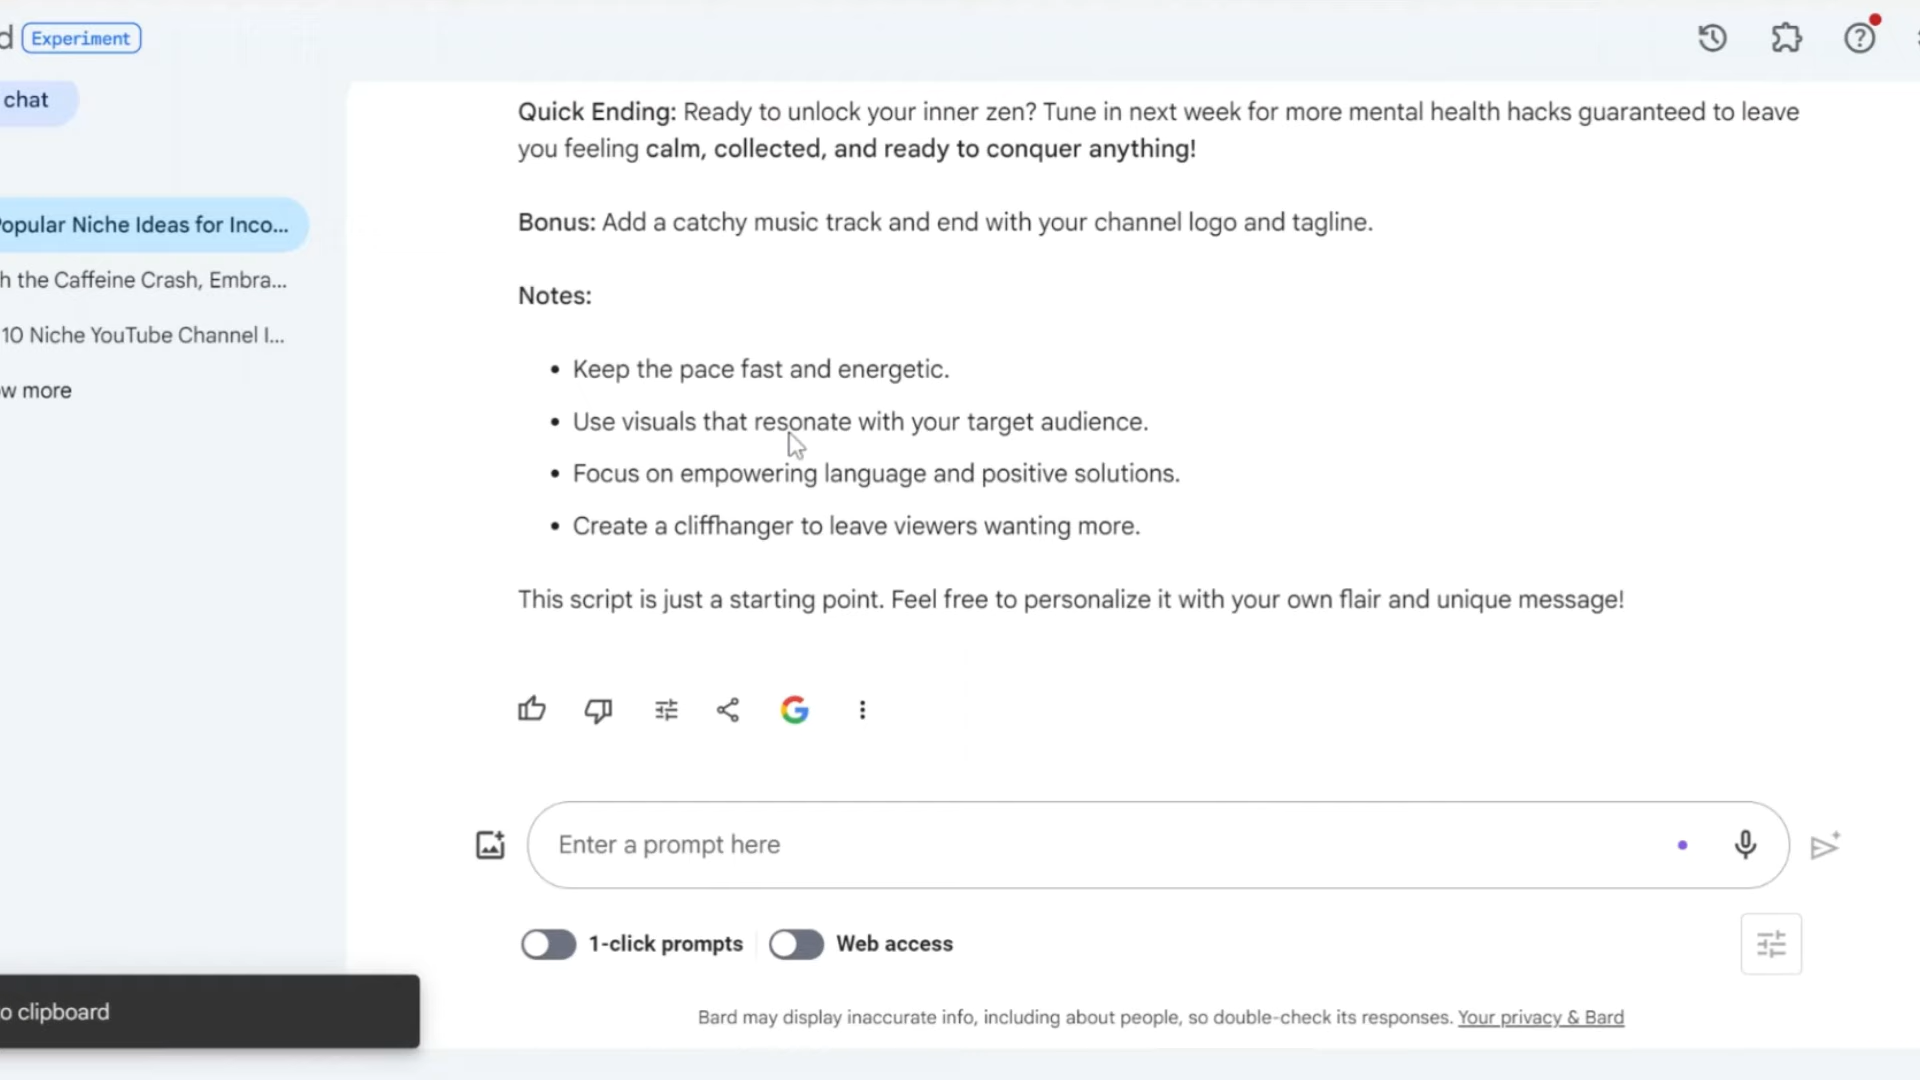 d Experiment
chat
Popular Niche Ideas for Inco...
h the Caffeine Crash, Embra...
10 Niche YouTube Channel I...
w more
Quick Ending: Ready to unlock your inner zen? Tune in next week for more mental health hacks guaranteed to leave
you feeling calm, collected, and ready to conquer anything!
Bonus: Add a catchy music track and end with your channel logo and tagline.
Notes:
• Keep the pace fast and energetic.
• Use visuals that resonate with your target audience.
• Focus on empowering language and positive solutions.
• Create a cliffhanger to leave viewers wanting more.
This script is just a starting point. Feel free to personalize it with your own flair and unique message!
Enter a prompt here
1-click prompts Web access
o clipboard
Bard may display inaccurate info, including about people, so double-check its responses. Your privacy & Bard